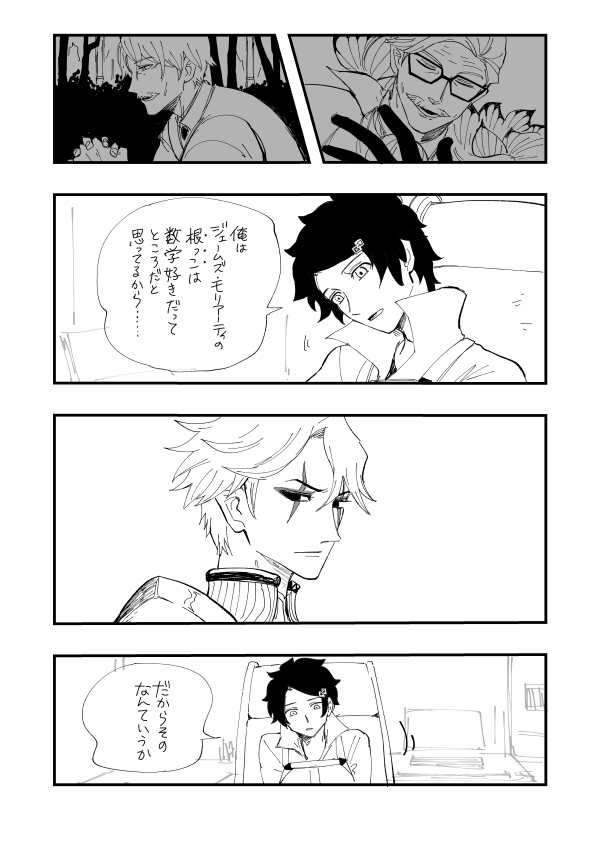 俺は
ジェームズ・モリアーティの
根っこは
数学好きだって
ところだと
思ってるから……
だからその
なんていうか